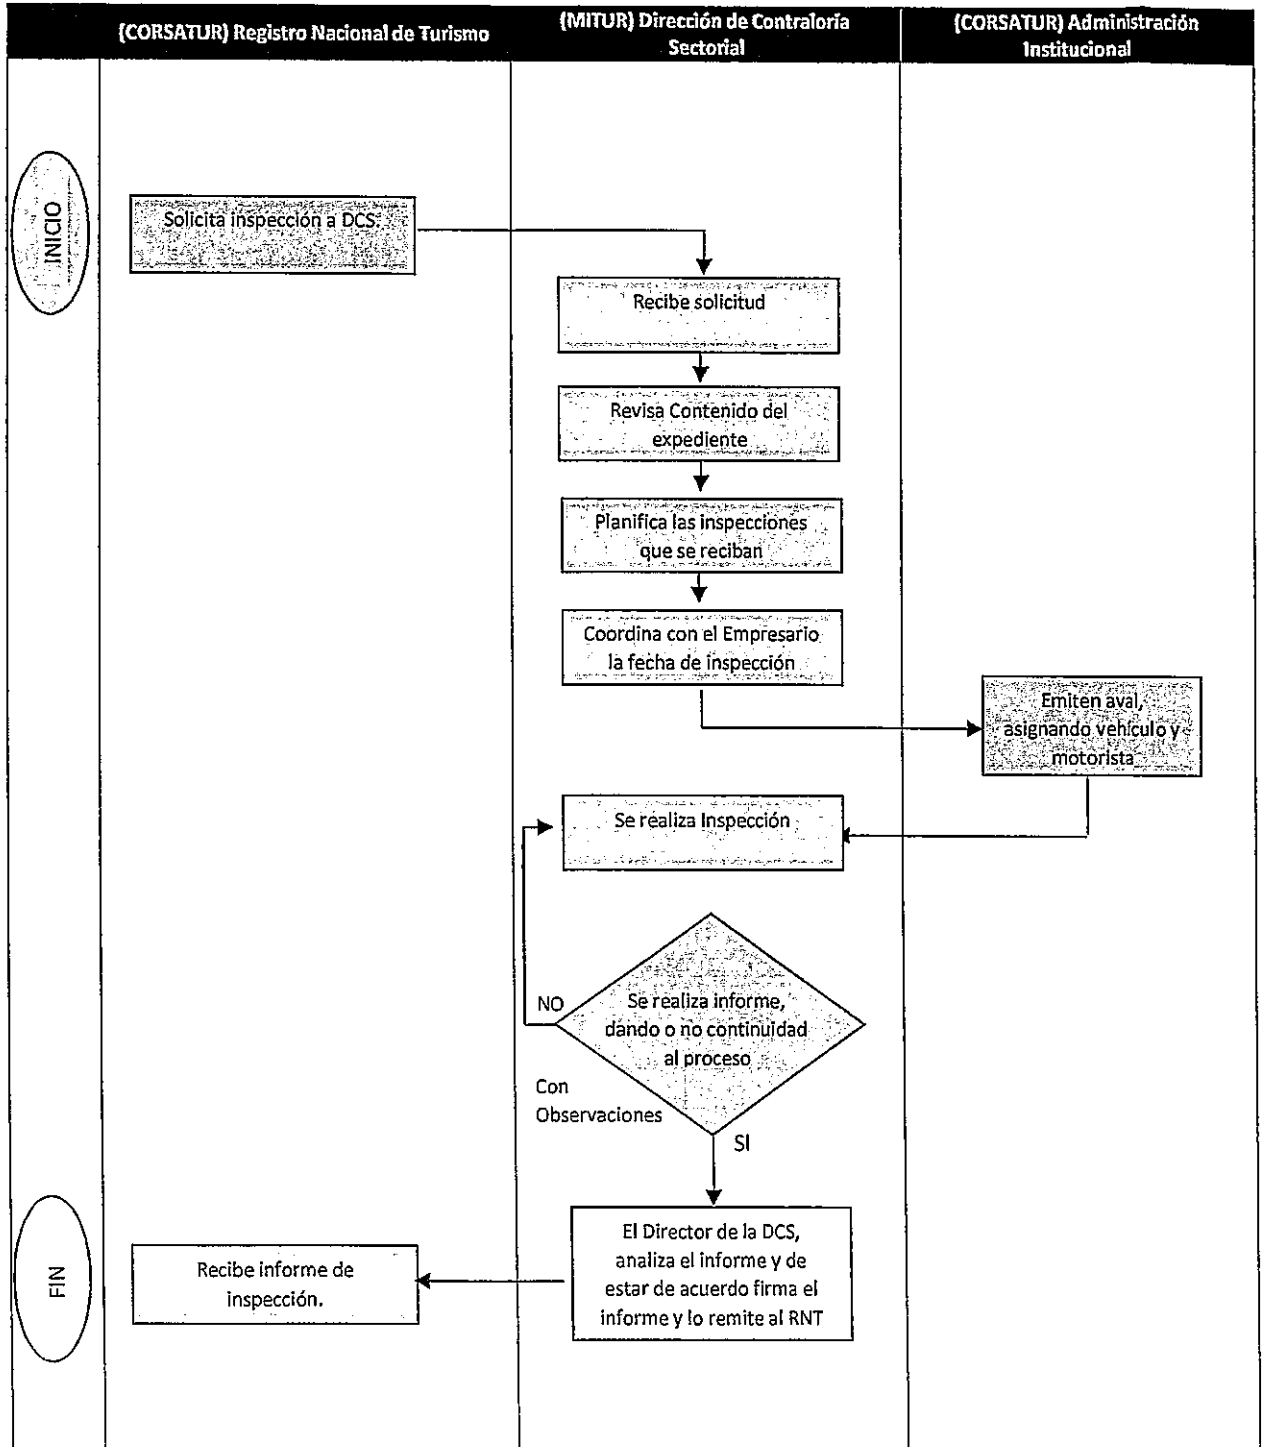 (CORSATUR) Registro Nacional de Turismo
(MITUR) Dirección de Contraloría
Sectorial
(CORSATUR) Administración
Institucional
INICIO
Solicita inspección a DCS.
Recibe solicitud
Revisa Contenido del
expediente
Planifica las inspecciones
que se reciban
Coordina con el Empresario
la fecha de inspección
Emiten aval,
asignando vehículo y
motorista
Se realiza Inspección
NO
Se realiza informe,
dando o no continuidad
al proceso
Con
Observaciones
SI
El Director de la DCS,
analiza el informe y de
estar de acuerdo firma el
informe y lo remite al RNT
Recibe informe de
inspección.
FIN